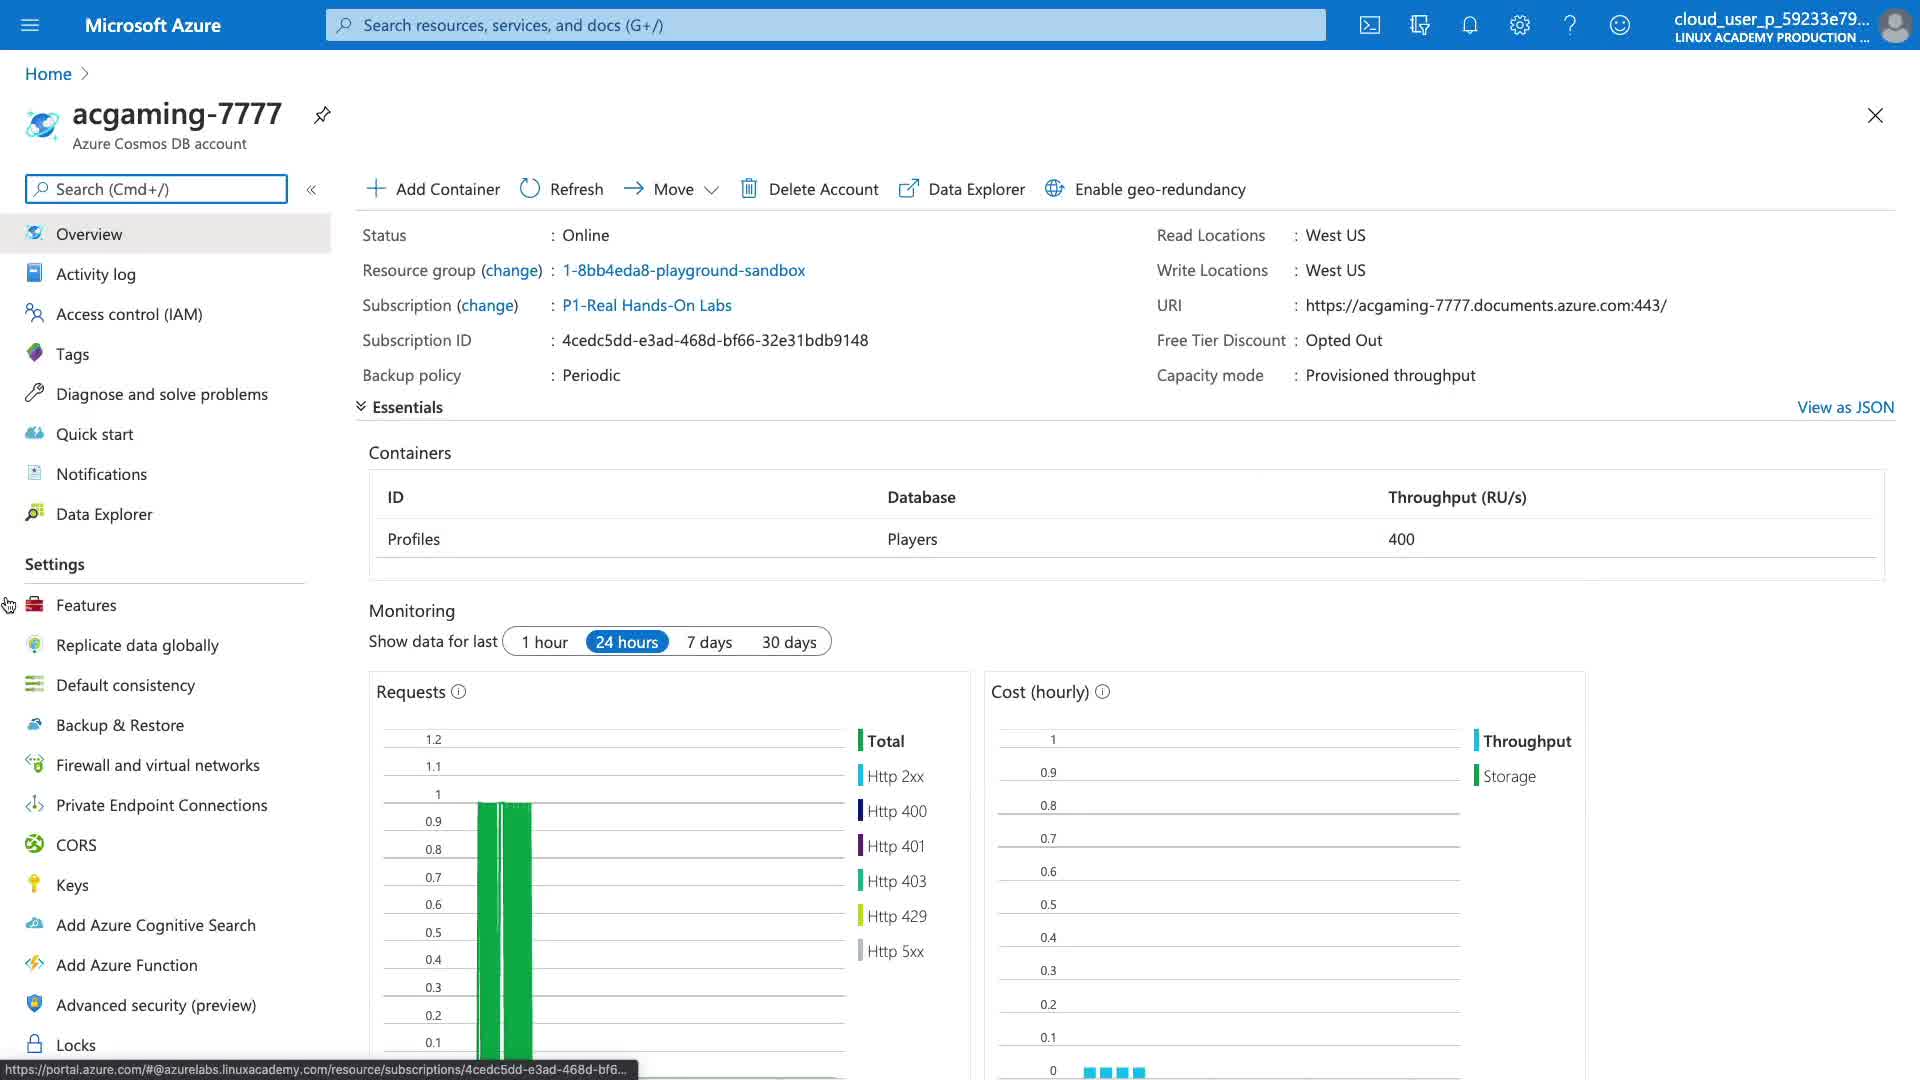 Microsoft Azure
Search resources, services, and docs (G+/)
cloud_user_p_59233e79...
LINUX ACADEMY PRODUCTION ...
Home
acgaming-7777
Azure Cosmos DB account
Search (Cmd+/)
«
Add Container
Refresh
Move
Delete Account
Data Explorer
Enable geo-redundancy
Overview
Activity log
Access control (IAM)
Tags
Diagnose and solve problems
Quick start
Notifications
Data Explorer
Settings
Features
Replicate data globally
Default consistency
Backup & Restore
Firewall and virtual networks
Private Endpoint Connections
CORS
Keys
Add Azure Cognitive Search
Add Azure Function
Advanced security (preview)
Locks
Status : Online
Resource group (change) : 1-8bb4eda8-playground-sandbox
Subscription (change) : P1-Real Hands-On Labs
Subscription ID : 4cedc5dd-e3ad-468d-bf66-32e31bdb9148
Backup policy : Periodic
Read Locations : West US
Write Locations : West US
URI : https://acgaming-7777.documents.azure.com:443/
Free Tier Discount : Opted Out
Capacity mode : Provisioned throughput
Essentials
View as JSON
Containers
ID Database Throughput (RU/s)
Profiles Players 400
Monitoring
Show data for last 1 hour 24 hours 7 days 30 days
Requests
1.2
1.1
1
0.9
0.8
0.7
0.6
0.5
0.4
0.3
0.2
0.1
Total
Http 2xx
Http 400
Http 401
Http 403
Http 429
Http 5xx
Cost (hourly)
1
0.9
0.8
0.7
0.6
0.5
0.4
0.3
0.2
0.1
0
Throughput
Storage
https://portal.azure.com/#@azurelabs.linuxacademy.com/resource/subscriptions/4cedc5dd-e3ad-468d-bf6...